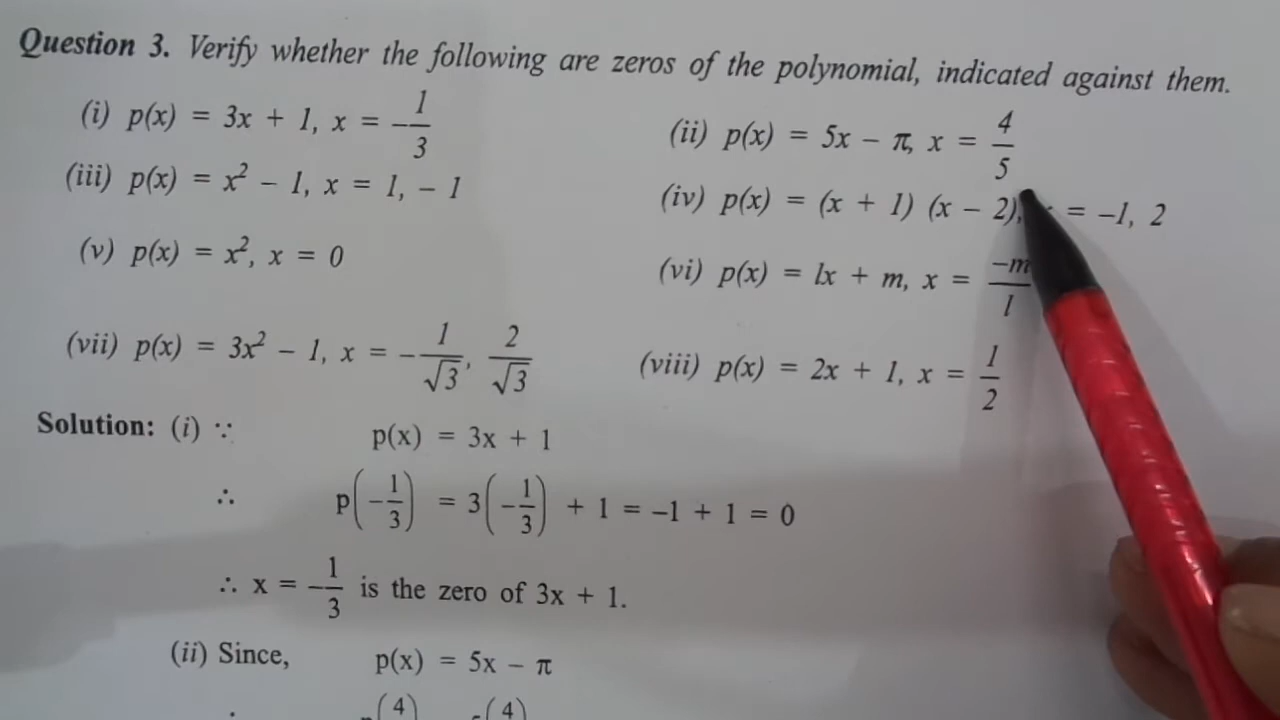 Question 3. Verify whether the following are zeros of the polynomial, indicated against them.
(i) p(x) = 3x + 1, x = -1/3
(ii) p(x) = 5x - π, x = 4/5
(iii) p(x) = x² - 1, x = 1, - 1
(iv) p(x) = (x + 1) (x - 2), = -1, 2
(v) p(x) = x², x = 0
(vi) p(x) = lx + m, x = -m/l
(vii) p(x) = 3x² - 1, x = -1/√3, 2/√3
(viii) p(x) = 2x + 1, x = 1/2
Solution: (i) ∵ p(x) = 3x + 1
∴ p(-1/3) = 3(-1/3) + 1 = -1 + 1 = 0
∴ x = -1/3 is the zero of 3x + 1.
(ii) Since, p(x) = 5x - π